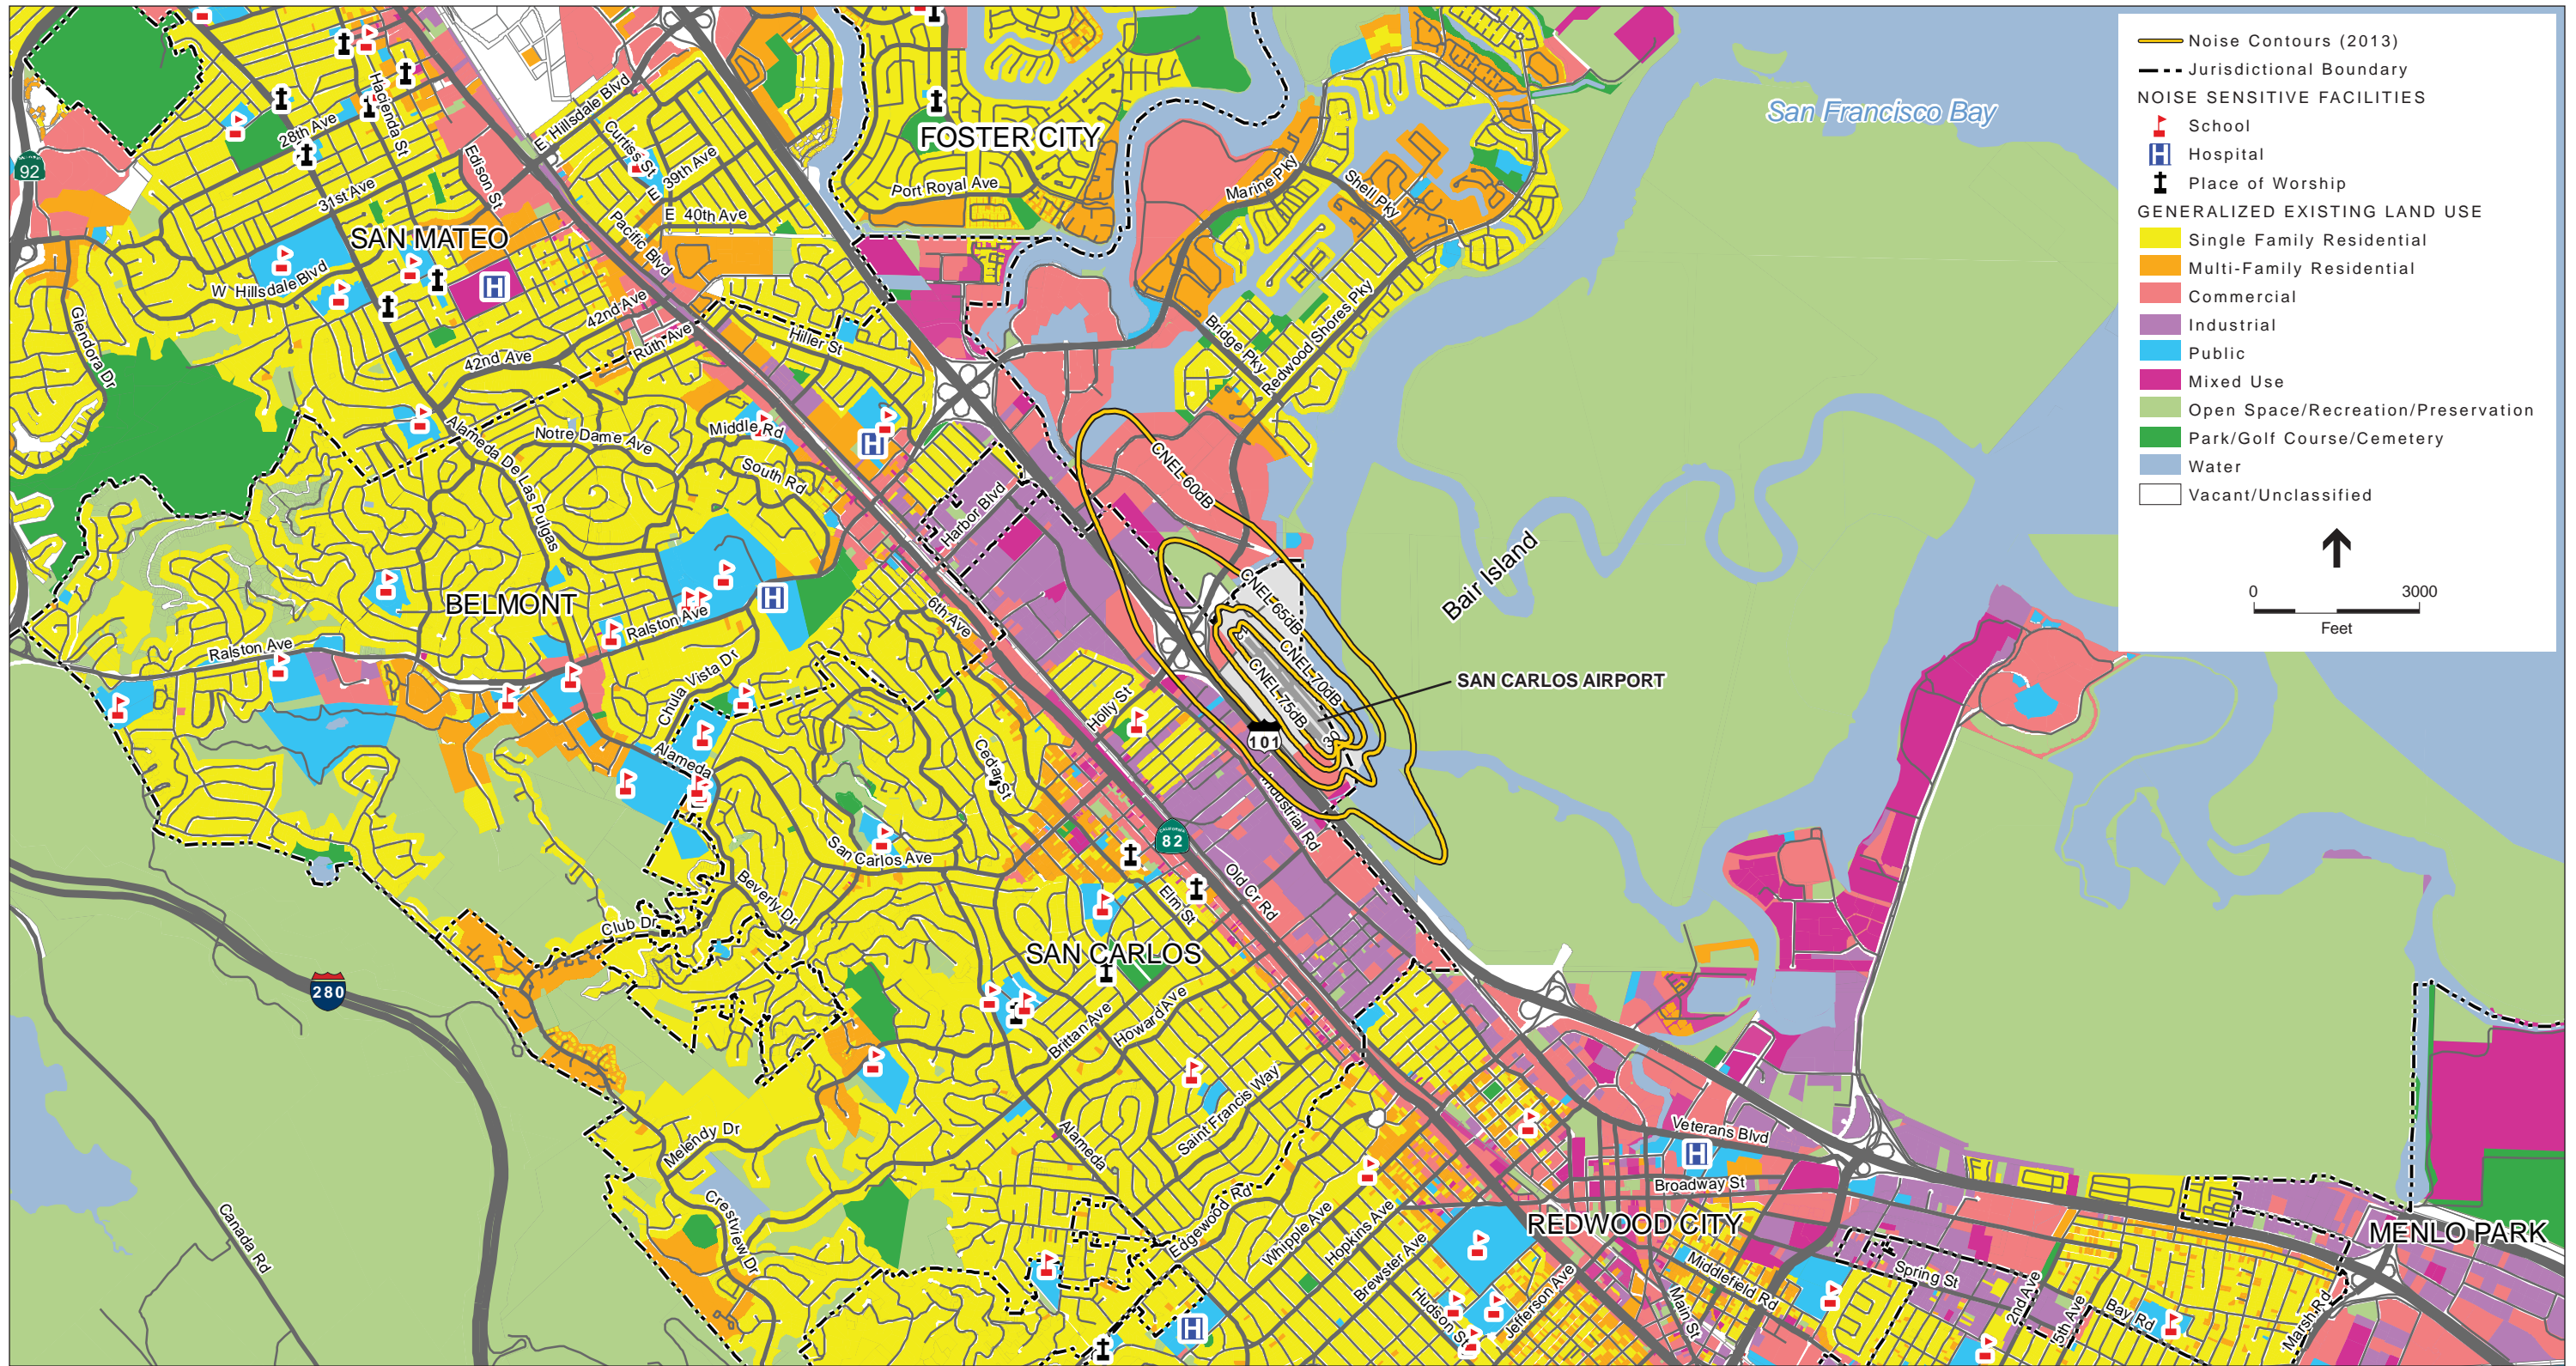 Noise Contours (2013)
Jurisdictional Boundary
NOISE SENSITIVE FACILITIES
School
H Hospital
Place of Worship
GENERALIZED EXISTING LAND USE
Single Family Residential
Multi-Family Residential
Commercial
Industrial
Public
Mixed Use
Open Space/Recreation/Preservation
Park/Golf Course/Cemetery
Water
Vacant/Unclassified
0 3000
Feet
San Francisco Bay
FOSTER CITY
Port Royal Ave
Marine Pky
Shell Pky
Bridge Pky
Redwood Shores Pky
E Hillsdale Blvd
Curtiss St
E 39th Ave
E 40th Ave
Pacific Blvd
Edison St
Hacienda St
28th Ave
31st Ave
92
SAN MATEO
W Hillsdale Blvd
H
Glendora Dr
42nd Ave
42nd Ave
Ruth Ave
Hiller St
Middle Rd
H
Notre Dame Ave
South Rd
Alameda De Las Pulgas
Harbor Blvd
CNEL 60dB
CNEL 65dB
CNEL 70dB
CNEL 75dB
30
Bair Island
SAN CARLOS AIRPORT
101
BELMONT
H
Ralston Ave
Ralston Ave
6th Ave
Chula Vista Dr
Alameda
Holly St
Cedar St
Industrial Rd
CALIFORNIA
82
San Carlos Ave
Beverly Dr
Club Dr
Elm St
Old Cr Rd
SAN CARLOS
280
Brittan Ave
Howard Ave
Saint Francis Way
Alameda
Melendy Dr
Crestview Dr
Canada Rd
Edgewood Rd
Whipple Ave
Hopkins Ave
Brewster Ave
H
Hudson St
Jefferson Ave
Veterans Blvd
H
Broadway St
REDWOOD CITY
Middlefield Rd
Main St
Spring St
2nd Ave
5th Ave
Bay Rd
Marsh Rd
MENLO PARK